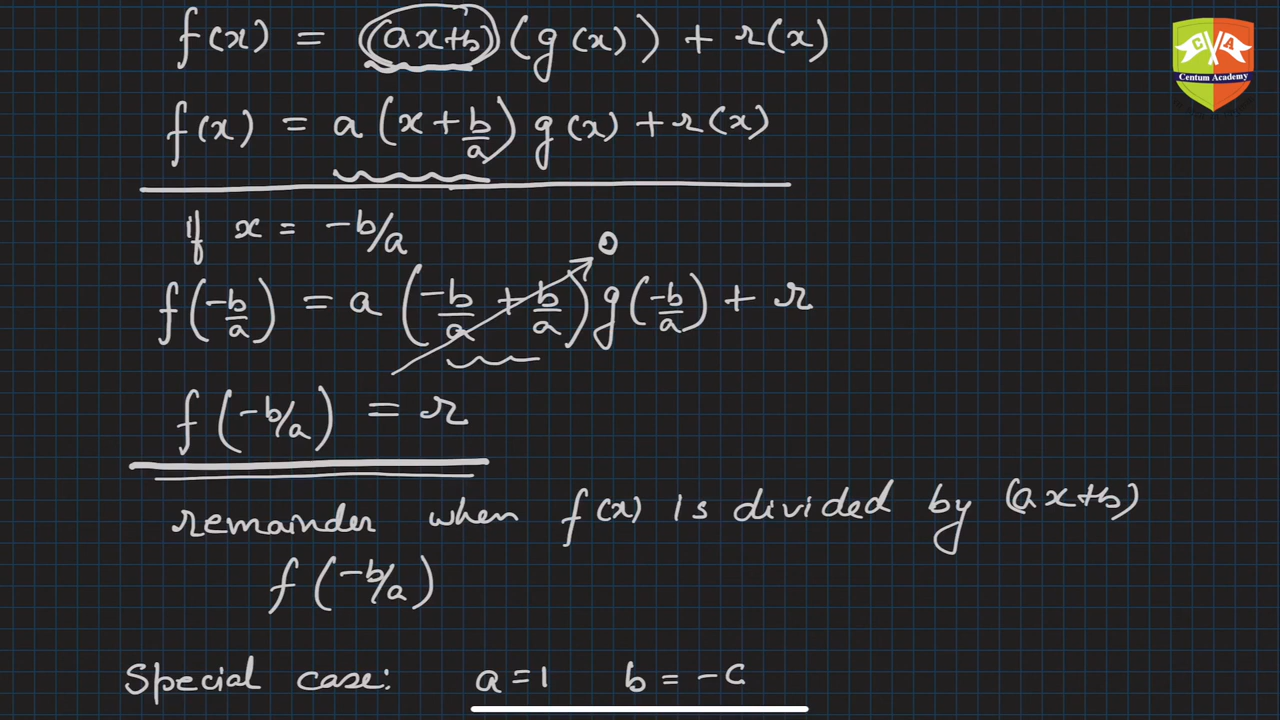 f(x) = (ax+b) (g(x)) + r(x)
C A
Centum Academy
f(x) = a (x + b/a) g(x) + r(x)
if x = -b/a
0
f(-b/a) = a (-b/a + b/a) g(-b/a) + r
f(-b/a) = r
remainder when f(x) is divided by (ax+b)
f(-b/a)
Special case: a=1 b = -c